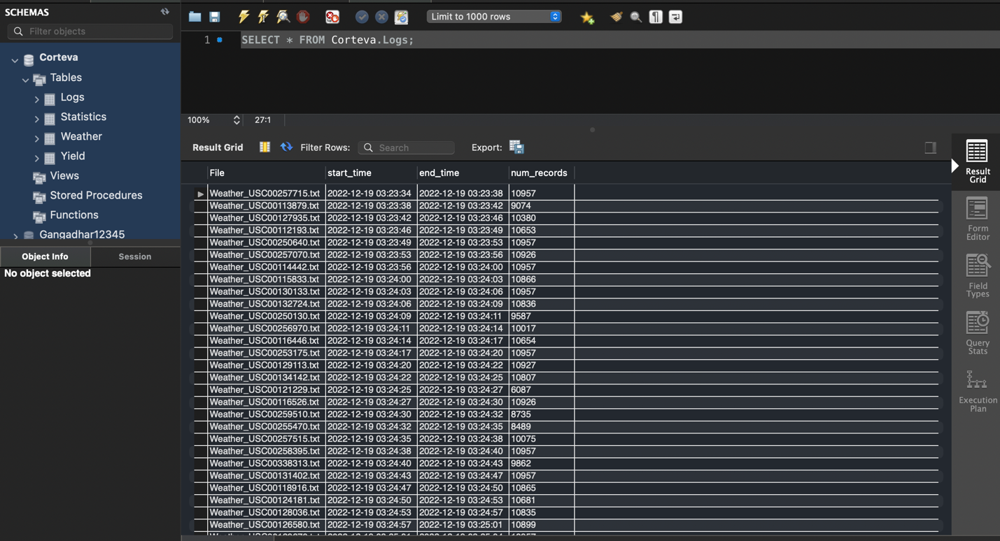 SCHEMAS
Filter objects
Corteva
Tables
Logs
Statistics
Weather
Yield
Views
Stored Procedures
Functions
Gangadhar12345
Object Info Session
No object selected
Limit to 1000 rows
1 SELECT * FROM Corteva.Logs;
100% 27:1
Result Grid Filter Rows: Search Export:
File start_time end_time num_records
Weather_USC00257715.txt 2022-12-19 03:23:34 2022-12-19 03:23:38 10957
Weather_USC00113879.txt 2022-12-19 03:23:38 2022-12-19 03:23:42 9074
Weather_USC00127935.txt 2022-12-19 03:23:42 2022-12-19 03:23:46 10380
Weather_USC00112193.txt 2022-12-19 03:23:46 2022-12-19 03:23:49 10653
Weather_USC00250640.txt 2022-12-19 03:23:49 2022-12-19 03:23:53 10957
Weather_USC00257070.txt 2022-12-19 03:23:53 2022-12-19 03:23:56 10926
Weather_USC00114442.txt 2022-12-19 03:23:56 2022-12-19 03:24:00 10957
Weather_USC00115833.txt 2022-12-19 03:24:00 2022-12-19 03:24:03 10866
Weather_USC00130133.txt 2022-12-19 03:24:03 2022-12-19 03:24:06 10957
Weather_USC00132724.txt 2022-12-19 03:24:06 2022-12-19 03:24:09 10836
Weather_USC00250130.txt 2022-12-19 03:24:09 2022-12-19 03:24:11 9587
Weather_USC00256970.txt 2022-12-19 03:24:11 2022-12-19 03:24:14 10017
Weather_USC00116446.txt 2022-12-19 03:24:14 2022-12-19 03:24:17 10654
Weather_USC00253175.txt 2022-12-19 03:24:17 2022-12-19 03:24:20 10957
Weather_USC00129113.txt 2022-12-19 03:24:20 2022-12-19 03:24:22 10927
Weather_USC00134142.txt 2022-12-19 03:24:22 2022-12-19 03:24:25 10807
Weather_USC00121229.txt 2022-12-19 03:24:25 2022-12-19 03:24:27 6087
Weather_USC00116526.txt 2022-12-19 03:24:27 2022-12-19 03:24:30 10926
Weather_USC00259510.txt 2022-12-19 03:24:30 2022-12-19 03:24:32 8735
Weather_USC00255470.txt 2022-12-19 03:24:32 2022-12-19 03:24:35 8489
Weather_USC00257515.txt 2022-12-19 03:24:35 2022-12-19 03:24:38 10075
Weather_USC00258395.txt 2022-12-19 03:24:38 2022-12-19 03:24:40 10957
Weather_USC00338313.txt 2022-12-19 03:24:40 2022-12-19 03:24:43 9862
Weather_USC00131402.txt 2022-12-19 03:24:43 2022-12-19 03:24:47 10957
Weather_USC00118916.txt 2022-12-19 03:24:47 2022-12-19 03:24:50 10865
Weather_USC00124181.txt 2022-12-19 03:24:50 2022-12-19 03:24:53 10681
Weather_USC00128036.txt 2022-12-19 03:24:53 2022-12-19 03:24:57 10835
Weather_USC00126580.txt 2022-12-19 03:24:57 2022-12-19 03:25:01 10899
Result
Grid
Form
Editor
Field
Types
Query
Stats
Execution
Plan